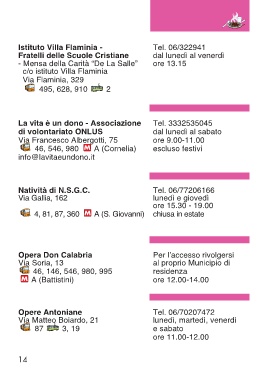 Istituto Villa Flaminia -
Fratelli delle Scuole Cristiane
- Mensa della Carità “De La Salle”
c/o istituto Villa Flaminia
Via Flaminia, 329
495, 628, 910 2
Tel. 06/322941
dal lunedì al venerdì
ore 13.15
La vita è un dono - Associazione
di volontariato ONLUS
Via Francesco Albergotti, 75
46, 546, 980 M A (Cornelia)
info@lavitaeundono.it
Tel. 3332535045
dal lunedì al sabato
ore 9.00-11.00
escluso festivi
Natività di N.S.G.C.
Via Gallia, 162
4, 81, 87, 360 M A (S. Giovanni)
Tel. 06/77206166
lunedì e giovedì
ore 15.30 - 19.00
chiusa in estate
Opera Don Calabria
Via Soria, 13
46, 146, 546, 980, 995
M A (Battistini)
Per l’accesso rivolgersi
al proprio Municipio di
residenza
ore 12.00-14.00
Opere Antoniane
Via Matteo Boiardo, 21
87 3, 19
Tel. 06/70207472
lunedì, martedì, venerdì
e sabato
ore 11.00-12.00
14